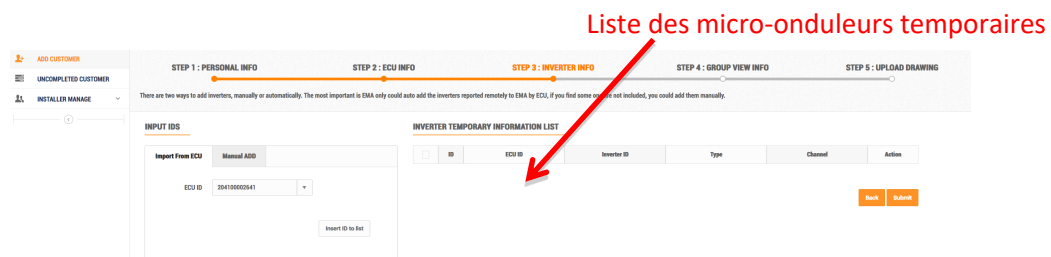 Liste des micro-onduleurs temporaires
ADD CUSTOMER
UNCOMPLETED CUSTOMER
INSTALLER MANAGE
STEP 1 : PERSONAL INFO
STEP 2 : ECU INFO
STEP 3 : INVERTER INFO
STEP 4 : GROUP VIEW INFO
STEP 5 : UPLOAD DRAWING
There are two ways to add inverters, manually or automatically. The most important is EMA only could auto add the inverters reported remotely to EMA by ECU, if you find some on are not included, you could add them manually.
INPUT IDS
Import From ECU
Manual ADD
ECU ID
204100002641
Insert ID to list
INVERTER TEMPORARY INFORMATION LIST
ID
ECU ID
Inverter ID
Type
Channel
Action
Back
Submit